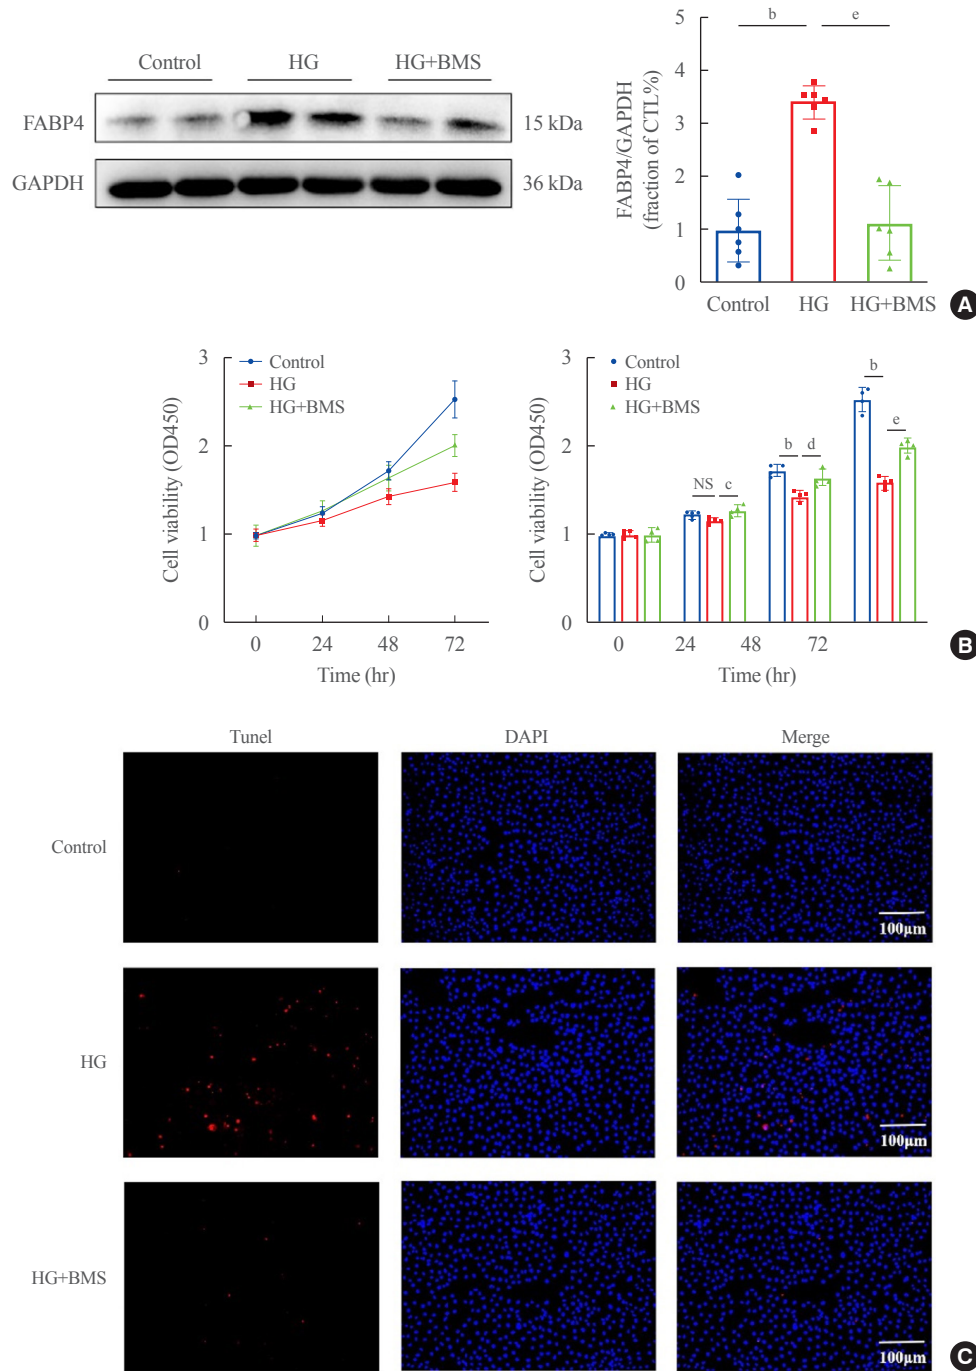 Control HG HG+BMS
FABP4 15 kDa
GAPDH 36 kDa
FABP4/GAPDH
(fraction of CTL%)
5
4
3
2
1
0
b e
Control HG HG+BMS
A
Cell viability (OD450)
3
2
1
0
Control
HG
HG+BMS
0 24 48 72
Time (hr)
Cell viability (OD450)
3
2
1
0
Control
HG
HG+BMS
NS c b d b e
0 24 48 72
Time (hr)
B
Tunel DAPI Merge
Control
100μm
HG
100μm
HG+BMS
100μm
C